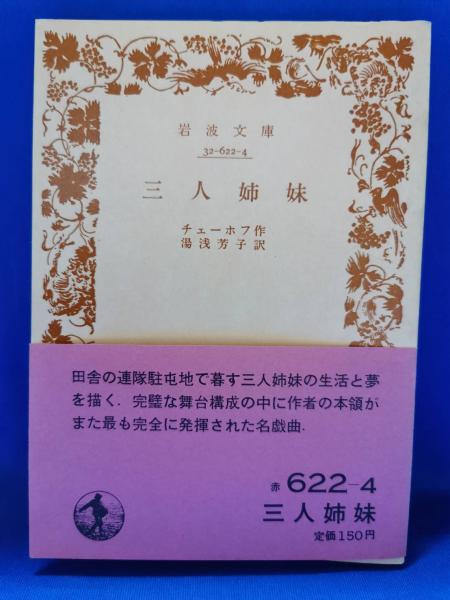 岩波文庫
32-622-4
三人姉妹
チェーホフ作
湯浅芳子訳
田舎の連隊駐屯地で暮す三人姉妹の生活と夢
を描く．完璧な舞台構成の中に作者の本領が
また最も完全に発揮された名戯曲．
赤 622-4
三人姉妹
定価150円